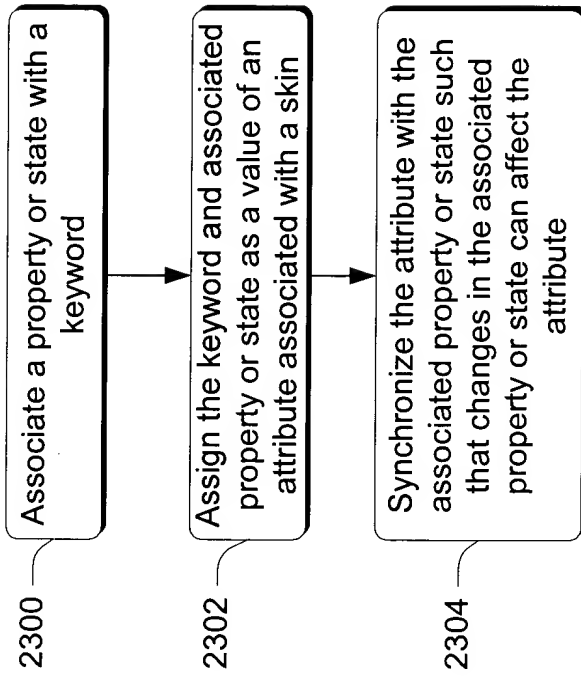 2300
Associate a property or state with a
keyword
2302
Assign the keyword and associated
property or state as a value of an
attribute associated with a skin
2304
Synchronize the attribute with the
associated property or state such
that changes in the associated
property or state can affect the
attribute